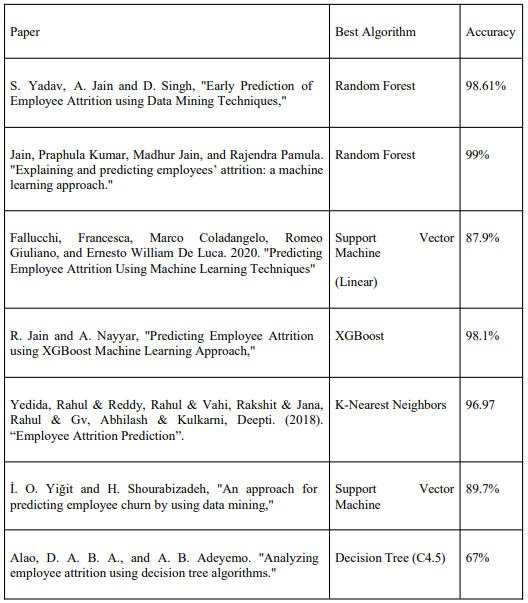 Paper Best Algorithm Accuracy
S. Yadav, A. Jain and D. Singh, "Early Prediction of Random Forest 98.61%
Employee Attrition using Data Mining Techniques,"
Jain, Praphula Kumar, Madhur Jain, and Rajendra Pamula. Random Forest 99%
"Explaining and predicting employees’ attrition: a machine
learning approach."
Fallucchi, Francesca, Marco Coladangelo, Romeo Support Vector 87.9%
Giuliano, and Ernesto William De Luca. 2020. "Predicting Machine
Employee Attrition Using Machine Learning Techniques"
(Linear)
R. Jain and A. Nayyar, "Predicting Employee Attrition XGBoost 98.1%
using XGBoost Machine Learning Approach,"
Yedida, Rahul & Reddy, Rahul & Vahi, Rakshit & Jana, K-Nearest Neighbors 96.97
Rahul & Gv, Abhilash & Kulkarni, Deepti. (2018).
“Employee Attrition Prediction”.
İ. O. Yiğit and H. Shourabizadeh, "An approach for Support Vector 89.7%
predicting employee churn by using data mining," Machine
Alao, D. A. B. A., and A. B. Adeyemo. "Analyzing Decision Tree (C4.5) 67%
employee attrition using decision tree algorithms."